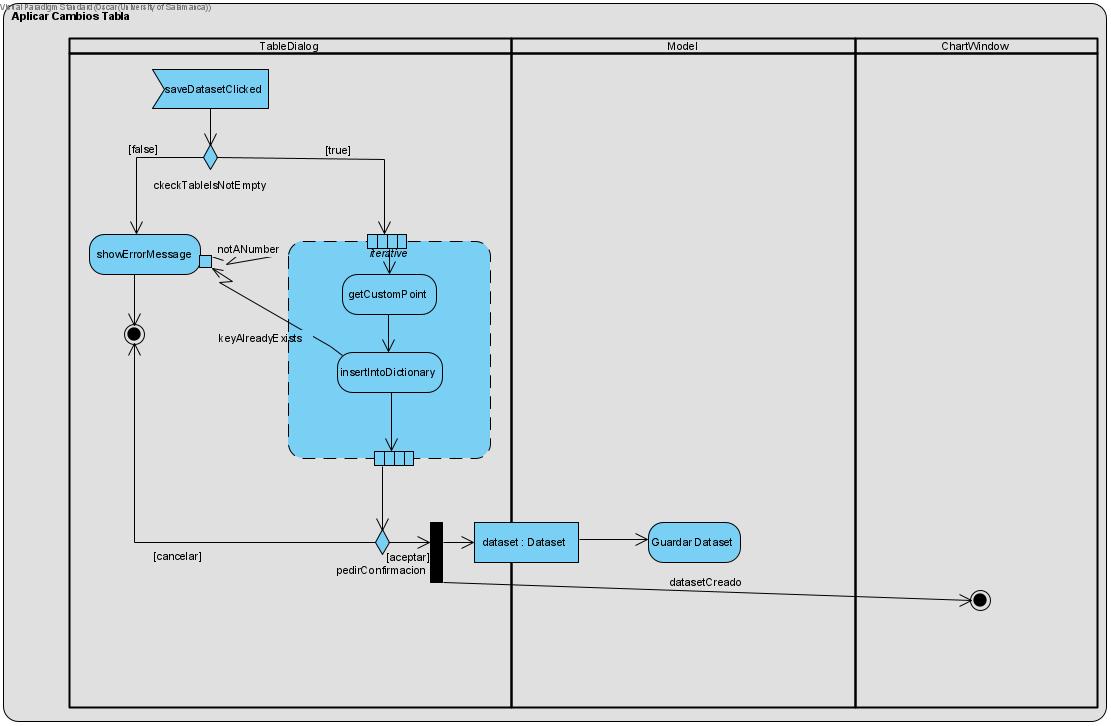 Visual Paradigm Standard(Oscar(University of Salamanca))
Aplicar Cambios Tabla
TableDialog
Model
ChartWindow
saveDatasetClicked
[false]
[true]
ckeckTableIsNotEmpty
showErrorMessage
notANumber
iterative
getCustomPoint
keyAlreadyExists
insertIntoDictionary
dataset : Dataset
Guardar Dataset
[cancelar]
[aceptar]
pedirConfirmacion
datasetCreado